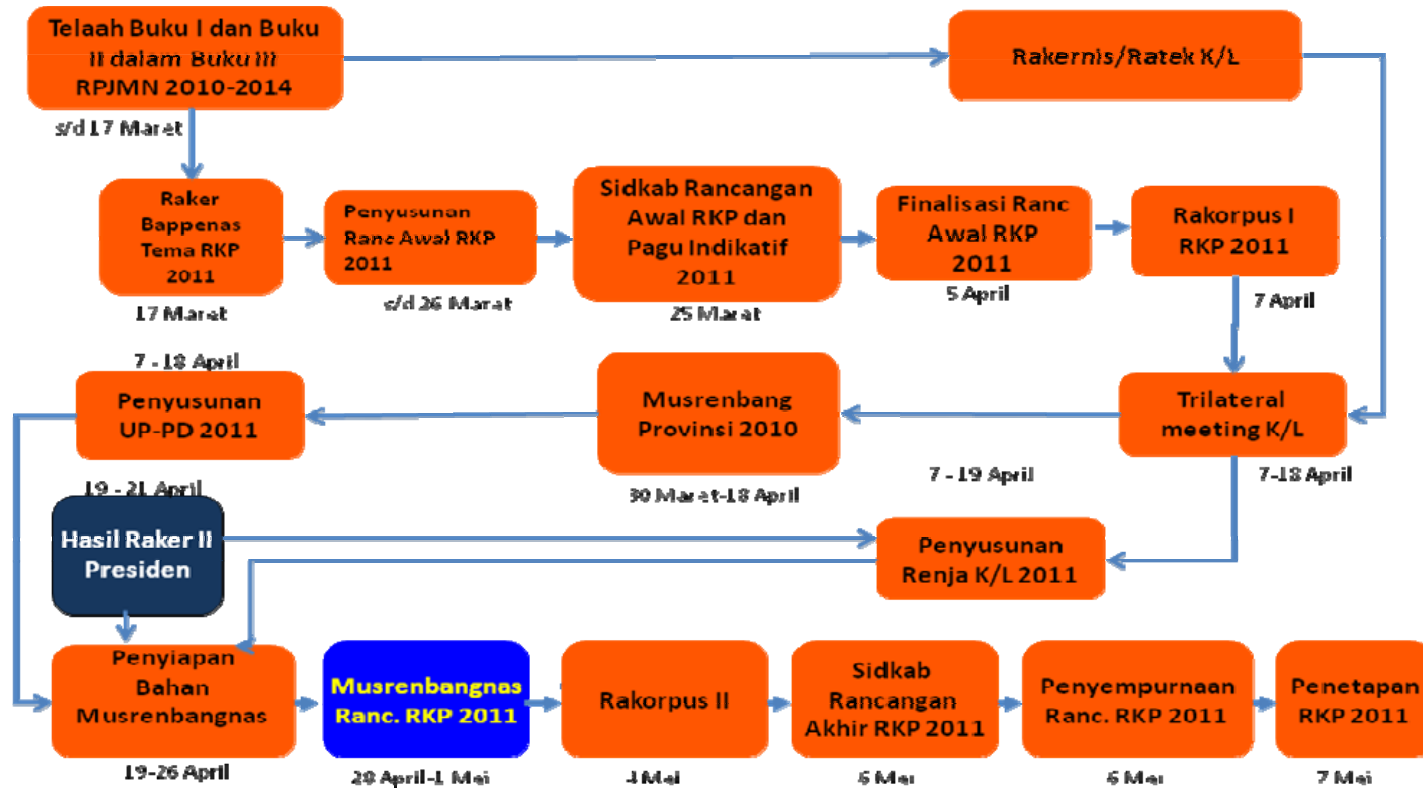 Telaah Buku I dan Buku
II dalam Buku III
RPJMN 2010-2014
Rakernis/Ratek K/L
s/d 17 Maret
Raker
Bappenas
Tema RKP
2011
Penyusunan
Ranc Awal RKP
2011
Sidkab Rancangan
Awal RKP dan
Pagu Indikatif
2011
Finalisasi Ranc
Awal RKP
2011
Rakorpus I
RKP 2011
17 Maret
s/d 26 Maret
25 Maret
5 April
7 April
7 - 18 April
Penyusunan
UP-PD 2011
Musrenbang
Provinsi 2010
Trilateral
meeting K/L
19 - 21 April
30 Maret-18 April
7 - 19 April
7-18 April
Hasil Raker II
Presiden
Penyusunan
Renja K/L 2011
Penyiapan
Bahan
Musrenbangnas
Musrenbangnas
Ranc. RKP 2011
Rakorpus II
Sidkab
Rancangan
Akhir RKP 2011
Penyempurnaan
Ranc. RKP 2011
Penetapan
RKP 2011
19-26 April
28 April-1 Mei
Mei
6 Mei
6 Mei
7 Mei